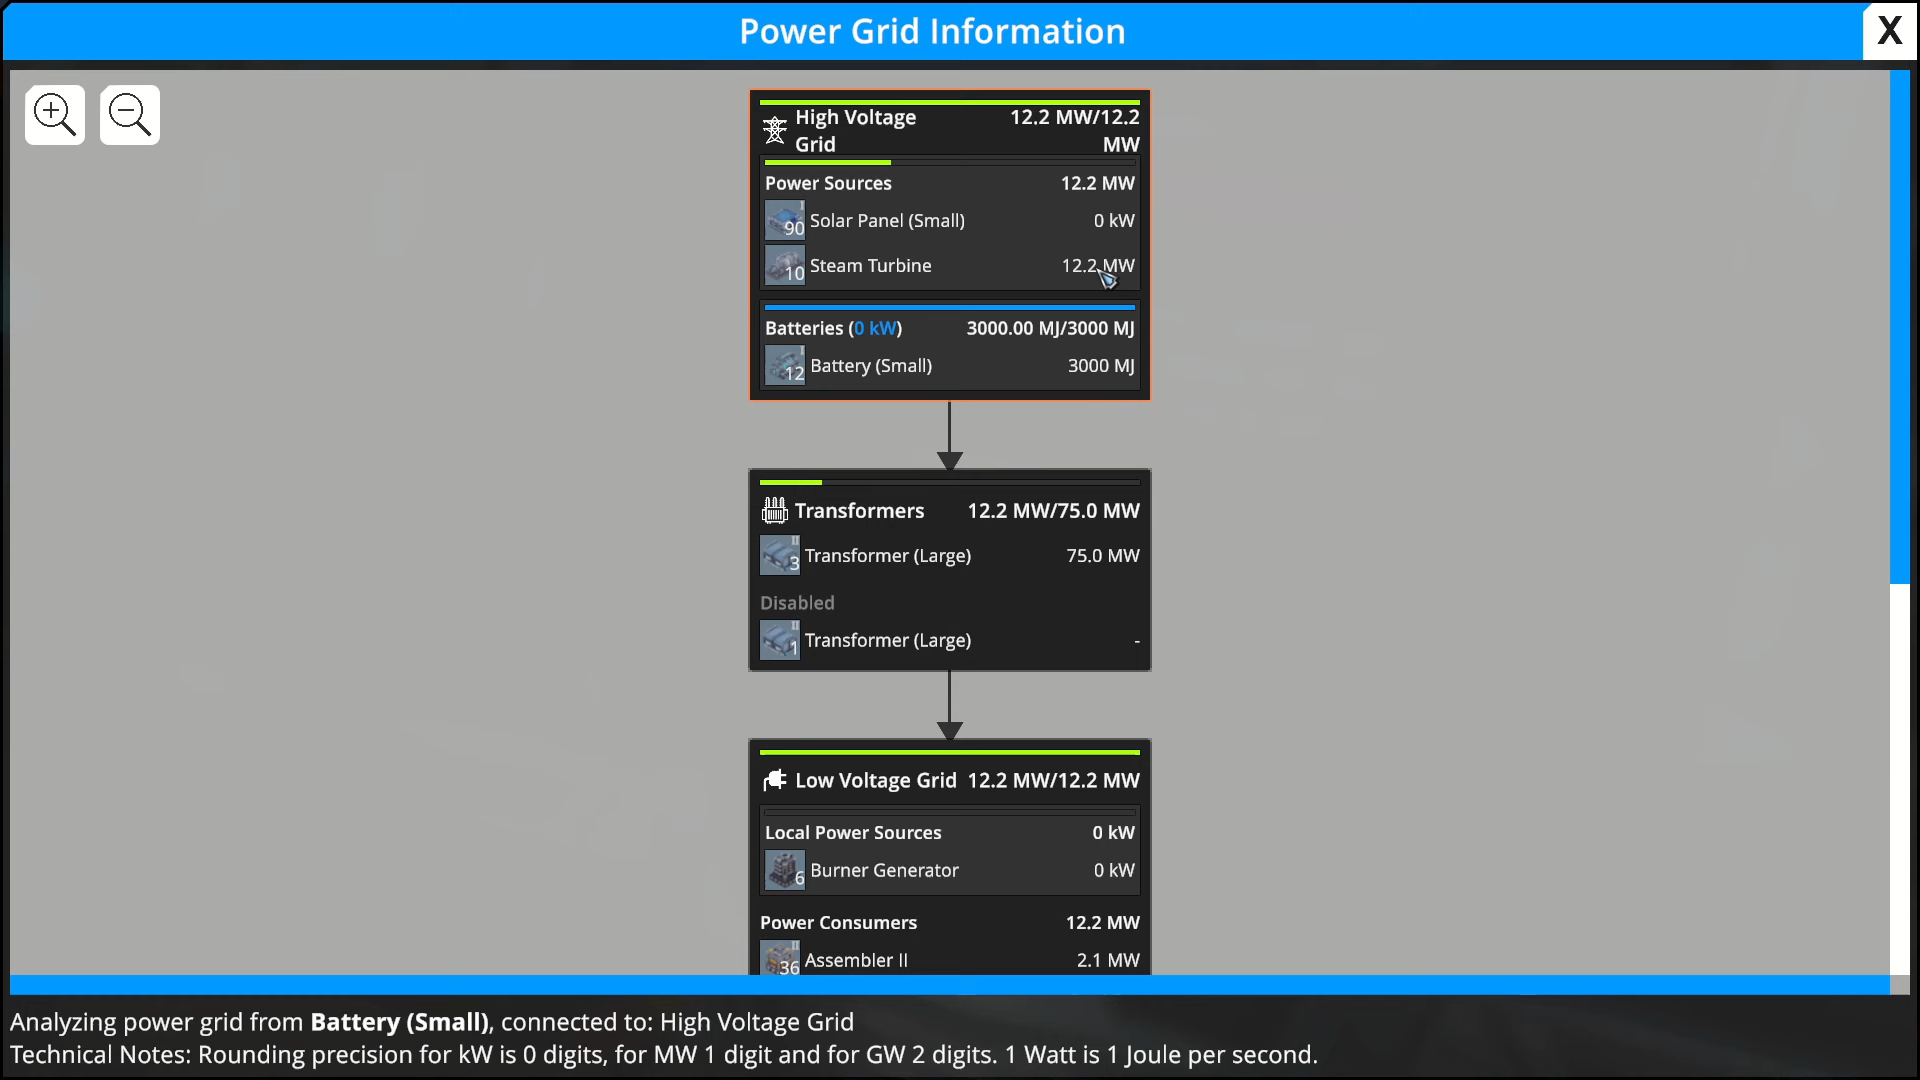 Power Grid Information
X
High Voltage Grid 12.2 MW/12.2 MW
Power Sources 12.2 MW
I 90 Solar Panel (Small) 0 kW
10 Steam Turbine 12.2 MW
Batteries (0 kW) 3000.00 MJ/3000 MJ
I 12 Battery (Small) 3000 MJ
Transformers 12.2 MW/75.0 MW
II 3 Transformer (Large) 75.0 MW
Disabled
II 1 Transformer (Large) -
Low Voltage Grid 12.2 MW/12.2 MW
Local Power Sources 0 kW
6 Burner Generator 0 kW
Power Consumers 12.2 MW
II 36 Assembler II 2.1 MW
Analyzing power grid from Battery (Small), connected to: High Voltage Grid
Technical Notes: Rounding precision for kW is 0 digits, for MW 1 digit and for GW 2 digits. 1 Watt is 1 Joule per second.